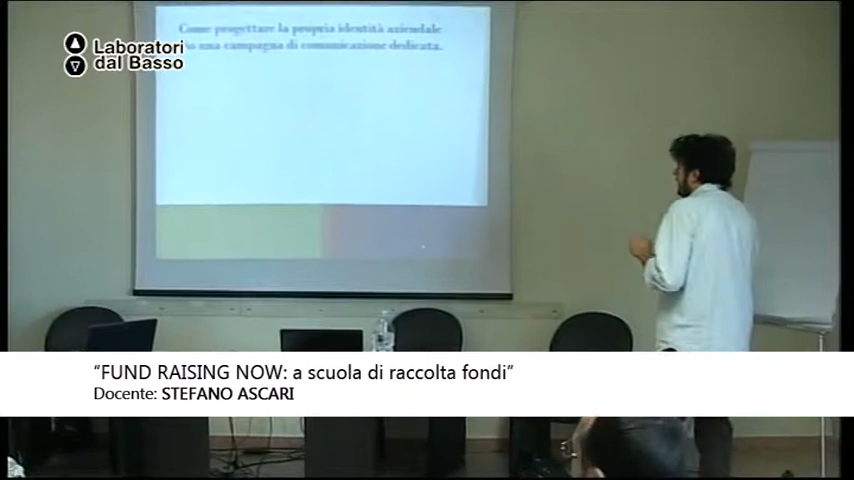 Come progettare la propria identità aziendale
una campagna di comunicazione dedicata.
Laboratori
dal Basso
“FUND RAISING NOW: a scuola di raccolta fondi”
Docente: STEFANO ASCARI